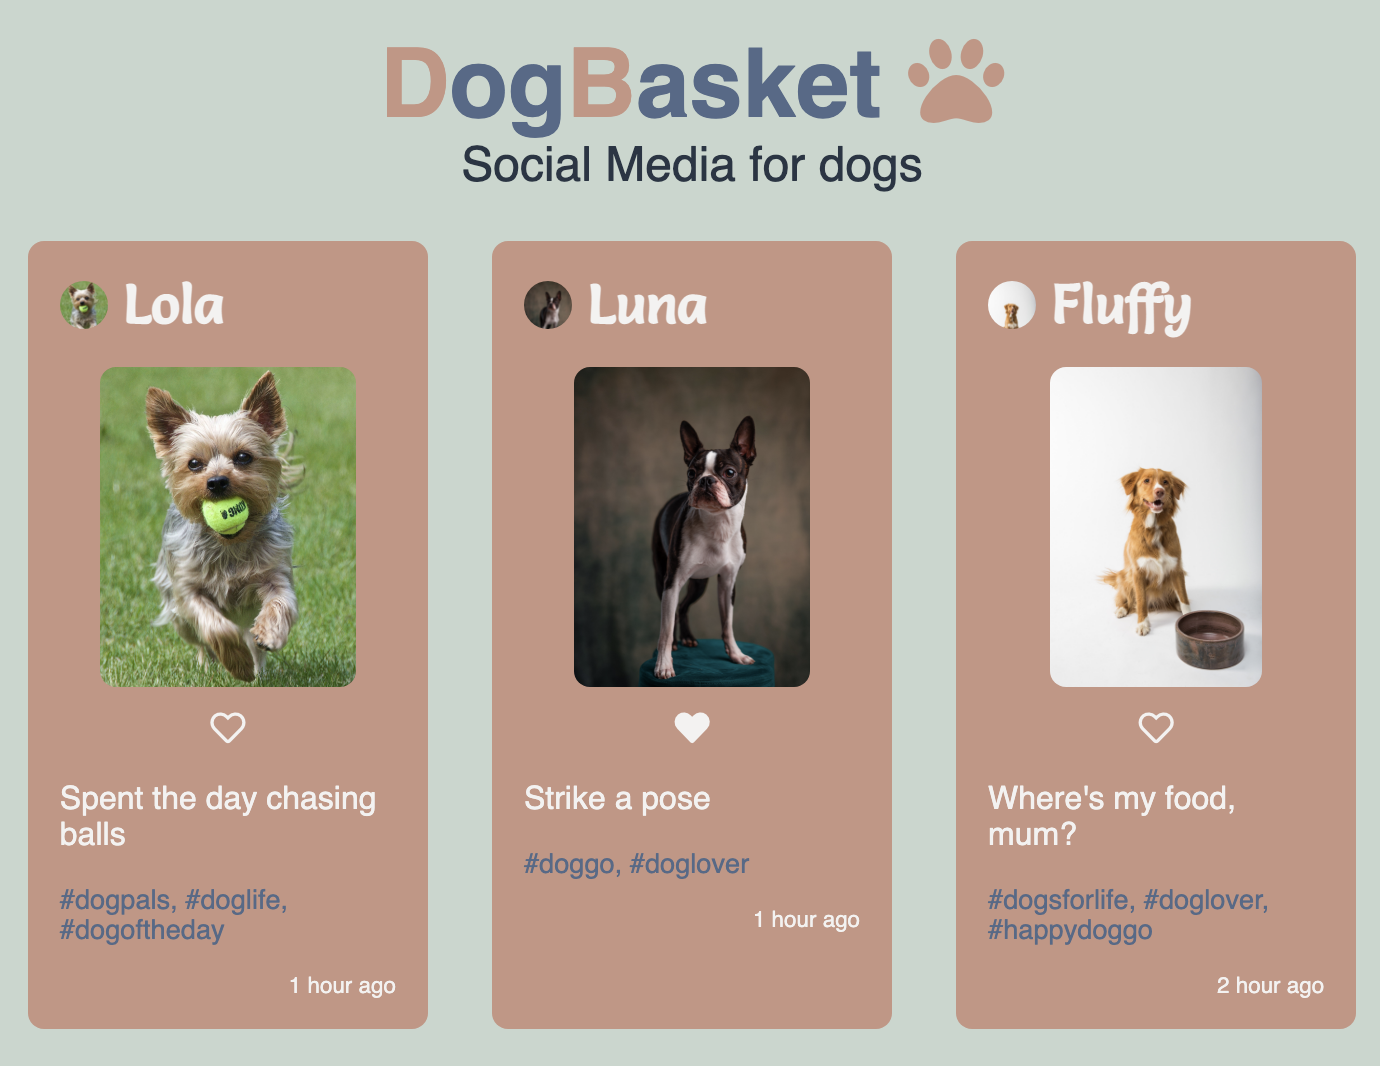 DogBasket
Social Media for dogs
Lola
Luna
Fluffy
KONG
Spent the day chasing
balls
#dogpals, #doglife,
#dogoftheday
1 hour ago
Strike a pose
#doggo, #doglover
1 hour ago
Where's my food,
mum?
#dogsforlife, #doglover,
#happydoggo
2 hour ago